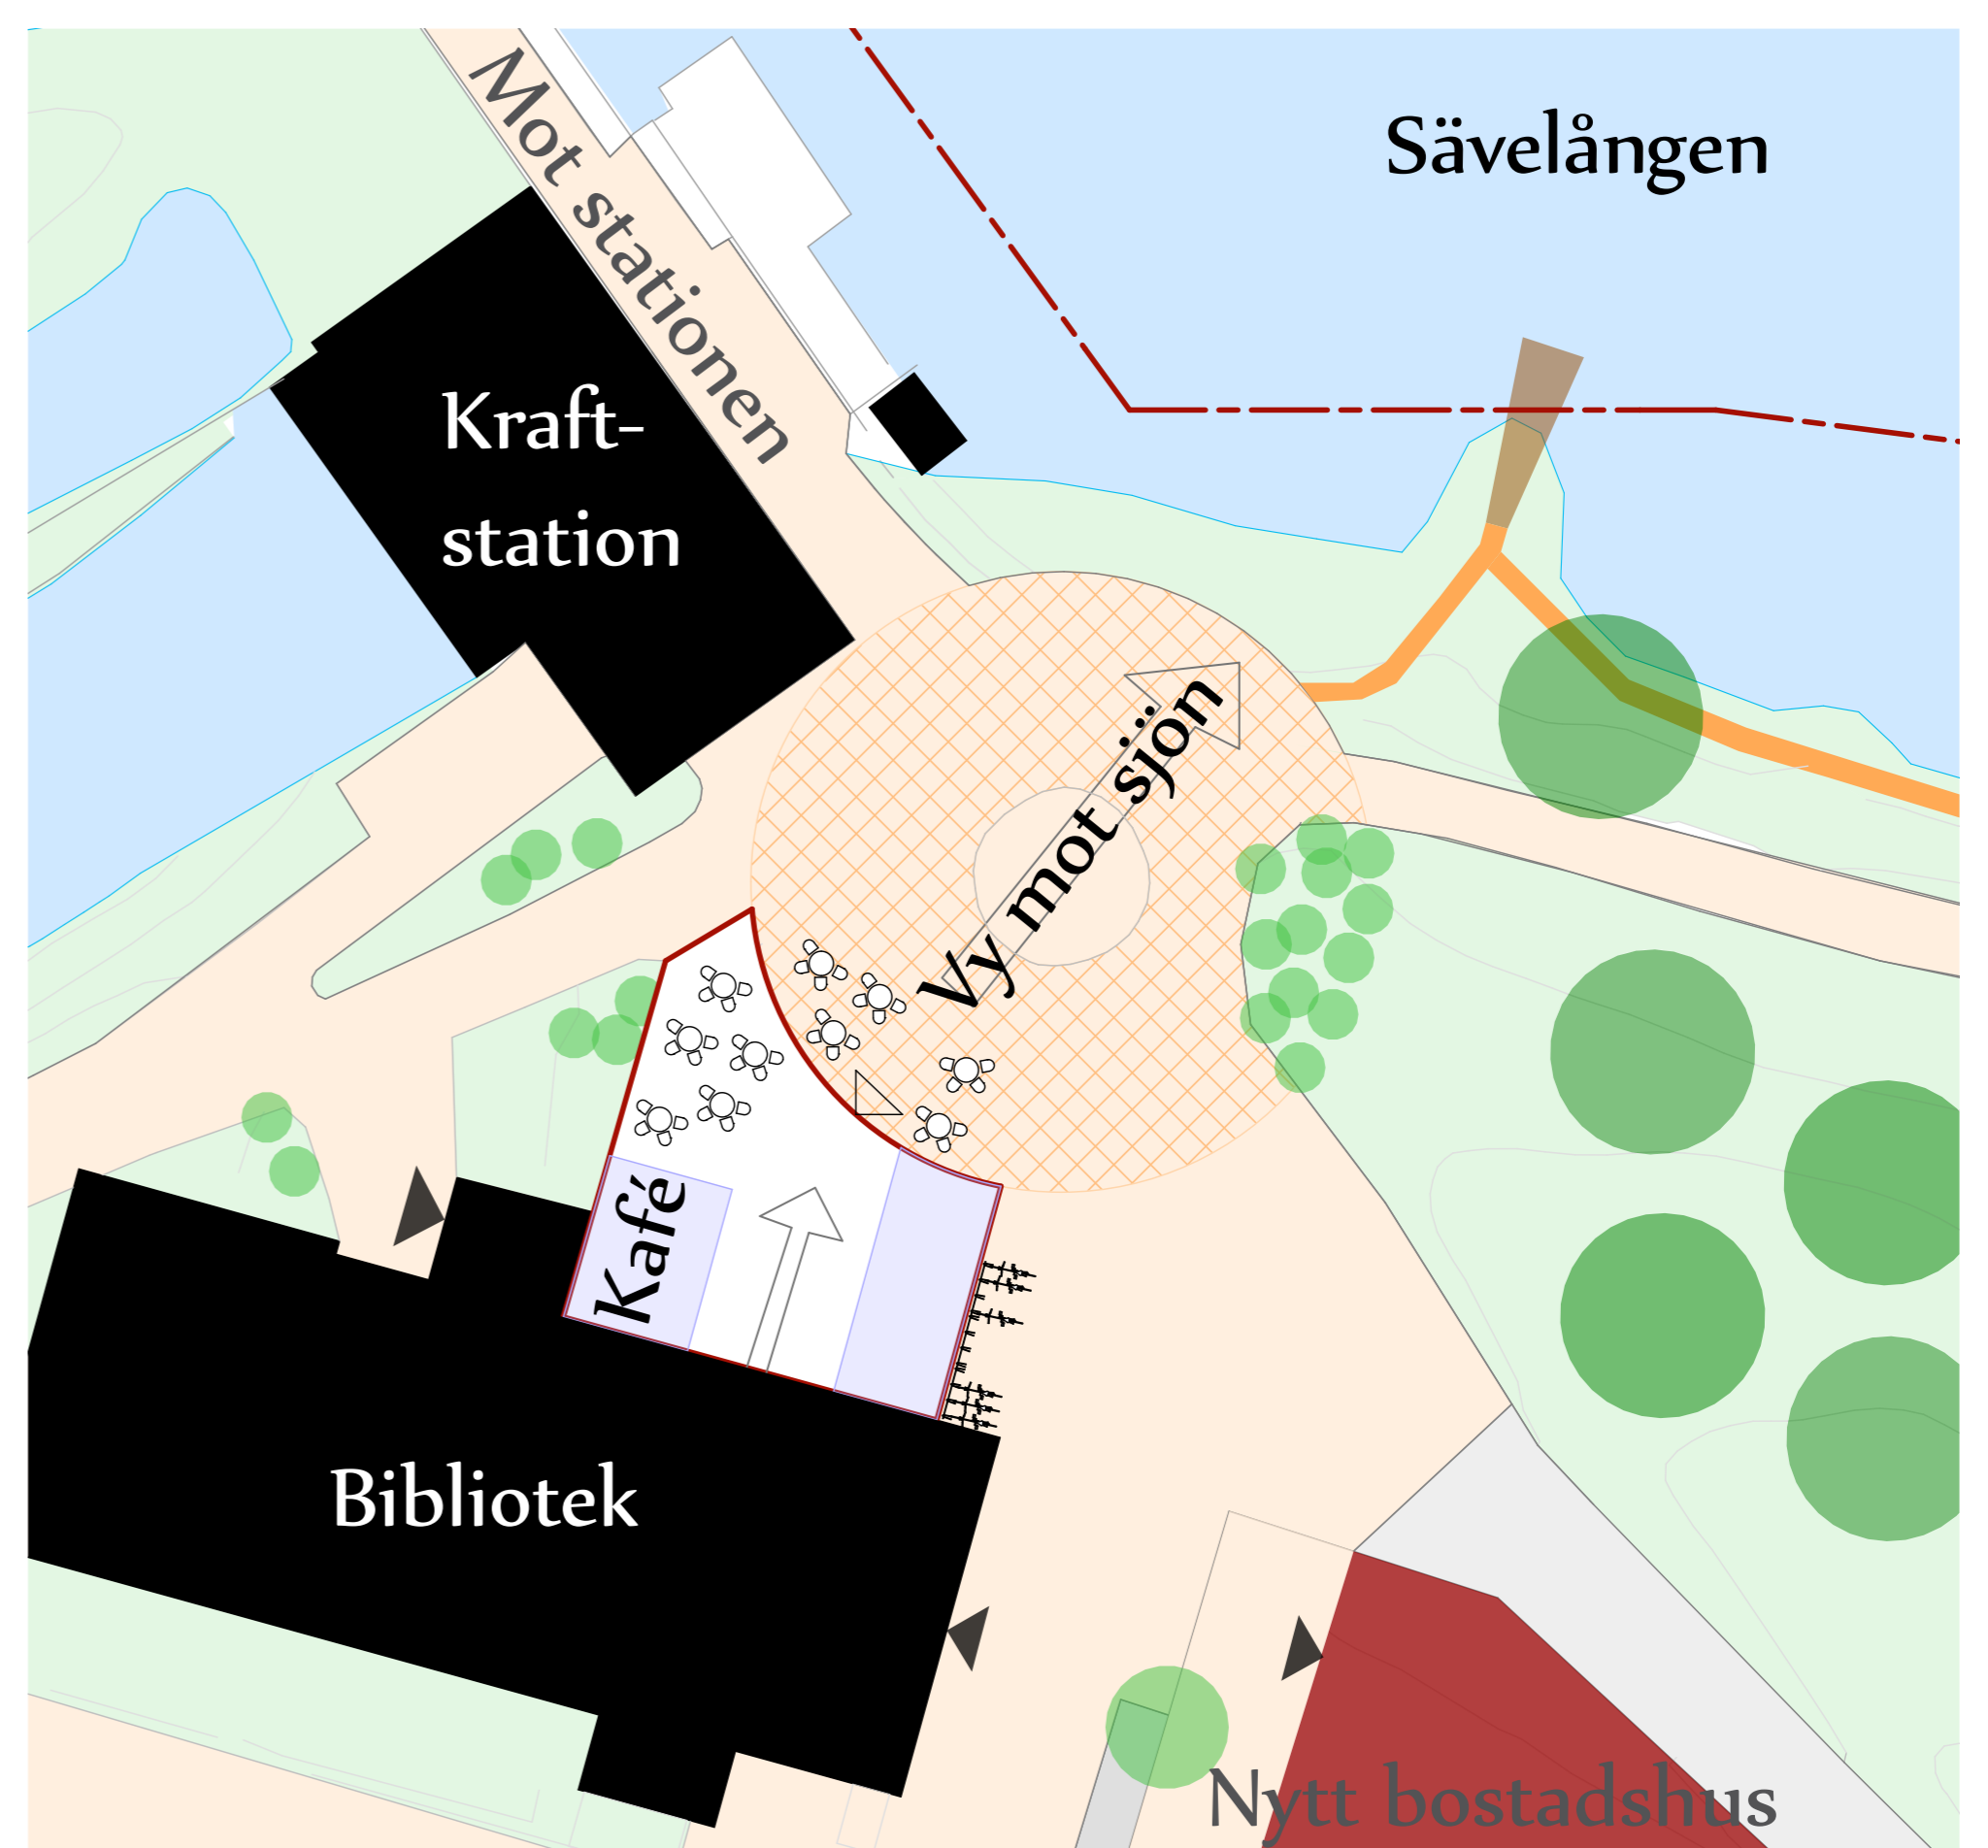 Mot stationen
Sävelången
Kraft-
station
Vy mot sjön
Kafé
Bibliotek
Nytt bostadshus